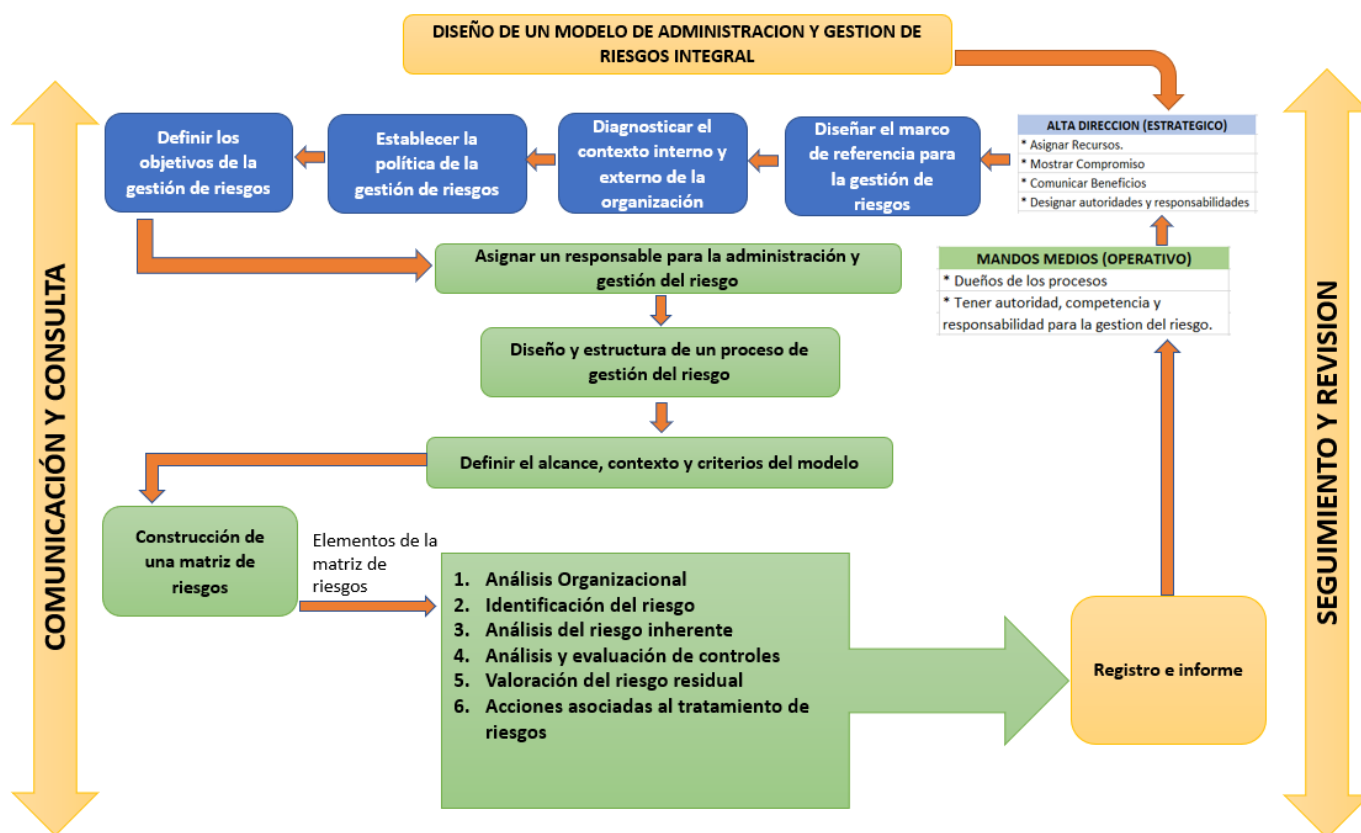 DISEÑO DE UN MODELO DE ADMINISTRACION Y GESTION DE
RIESGOS INTEGRAL
COMUNICACIÓN Y CONSULTA
Definir los
objetivos de la
gestión de riesgos
Establecer la
política de la
gestión de riesgos
Diagnosticar el
contexto interno y
externo de la
organización
Diseñar el marco
de referencia para
la gestión de
riesgos
ALTA DIRECCION (ESTRATEGICO)
* Asignar Recursos.
* Mostrar Compromiso
* Comunicar Beneficios
* Designar autoridades y responsabilidades
MANDOS MEDIOS (OPERATIVO)
* Dueños de los procesos
* Tener autoridad, competencia y
responsabilidad para la gestion del riesgo.
Asignar un responsable para la administración y
gestión del riesgo
Diseño y estructura de un proceso de
gestión del riesgo
Definir el alcance, contexto y criterios del modelo
Construcción de
una matriz de
riesgos
Elementos de la
matriz de
riesgos
1. Análisis Organizacional
2. Identificación del riesgo
3. Análisis del riesgo inherente
4. Análisis y evaluación de controles
5. Valoración del riesgo residual
6. Acciones asociadas al tratamiento de
riesgos
Registro e informe
SEGUIMIENTO Y REVISION